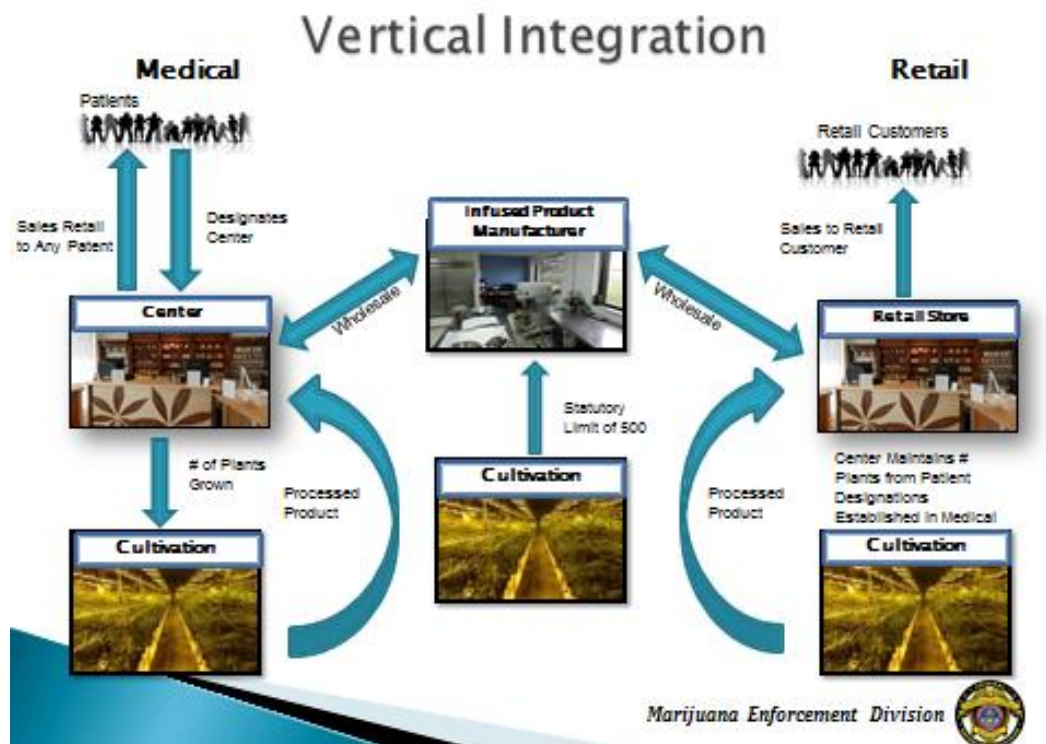 Vertical Integration
Medical
Retail
Patients
Retail Customers
Sales Retail
to Any Patent
Designates
Center
Infused Product
Manufacturer
Sales to Retail
Customer
Center
Wholesale
Wholesale
Retail Store
# of Plants
Grown
Processed
Product
Statutory
Limit of 500
Processed
Product
Center Maintains #
Plants from Patient
Designations
Established in Medical
Cultivation
Cultivation
Cultivation
Marijuana Enforcement Division